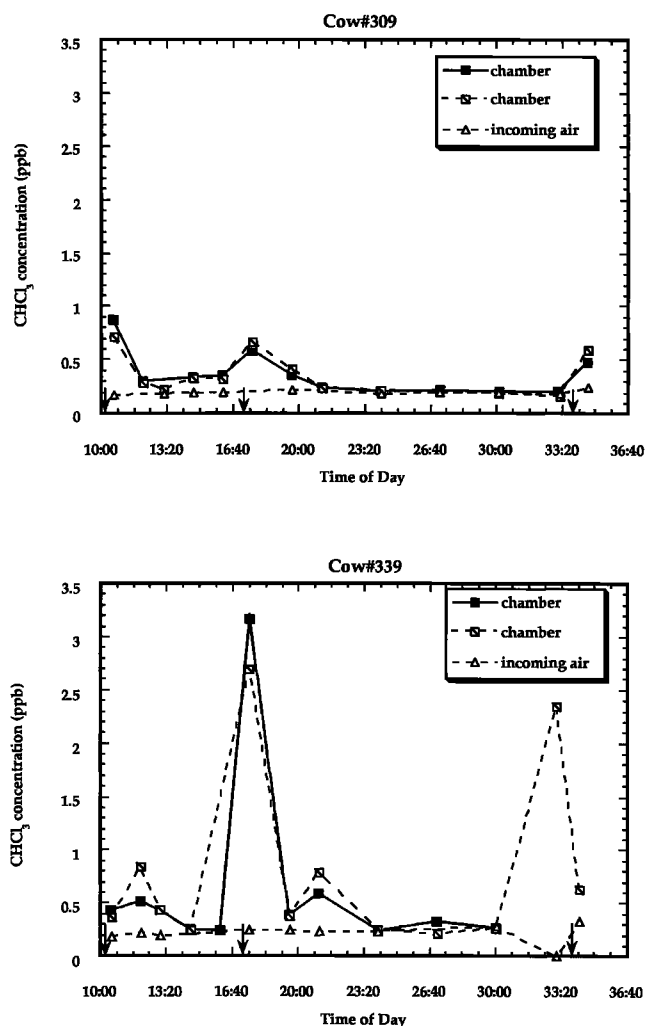 Cow#309
3.5
chamber
3
chamber
incoming air
2.5
2
1.5
1
0.5
0
CHCl3 concentration (ppb)
10:00 13:20 16:40 20:00 23:20 26:40 30:00 33:20 36:40
Time of Day
Cow#339
3.5
chamber
3
chamber
incoming air
2.5
2
1.5
1
0.5
0
CHCl3 concentration (ppb)
10:00 13:20 16:40 20:00 23:20 26:40 30:00 33:20 36:40
Time of Day